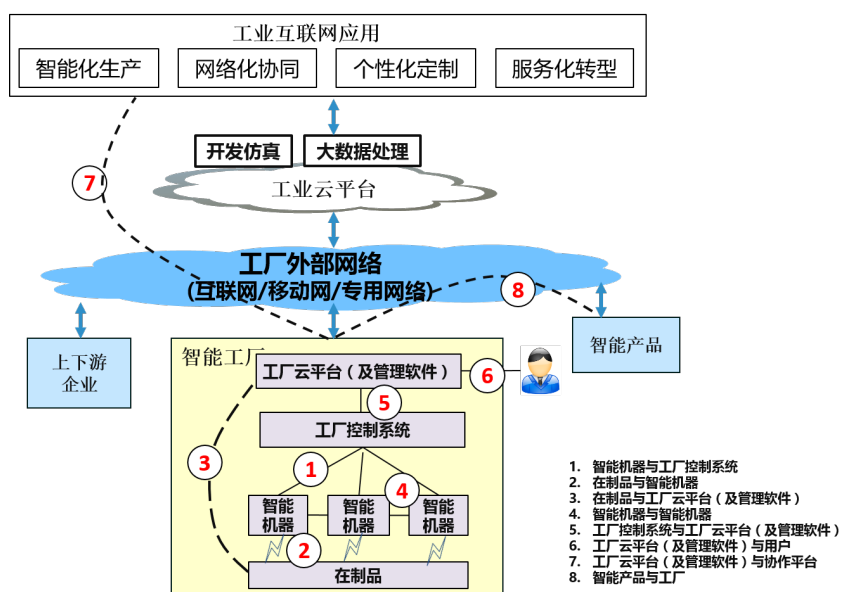 工业互联网应用
智能化生产
网络化协同
个性化定制
服务化转型
开发仿真
大数据处理
工业云平台
7
工厂外部网络
(互联网/移动网/专用网络)
8
上下游
企业
智能产品
智能工厂
工厂云平台（及管理软件）
6
5
工厂控制系统
3
1
4
智能
机器
智能
机器
智能
机器
2
在制品
1. 智能机器与工厂控制系统
2. 在制品与智能机器
3. 在制品与工厂云平台（及管理软件）
4. 智能机器与智能机器
5. 工厂控制系统与工厂云平台（及管理软件）
6. 工厂云平台（及管理软件）与用户
7. 工厂云平台（及管理软件）与协作平台
8. 智能产品与工厂